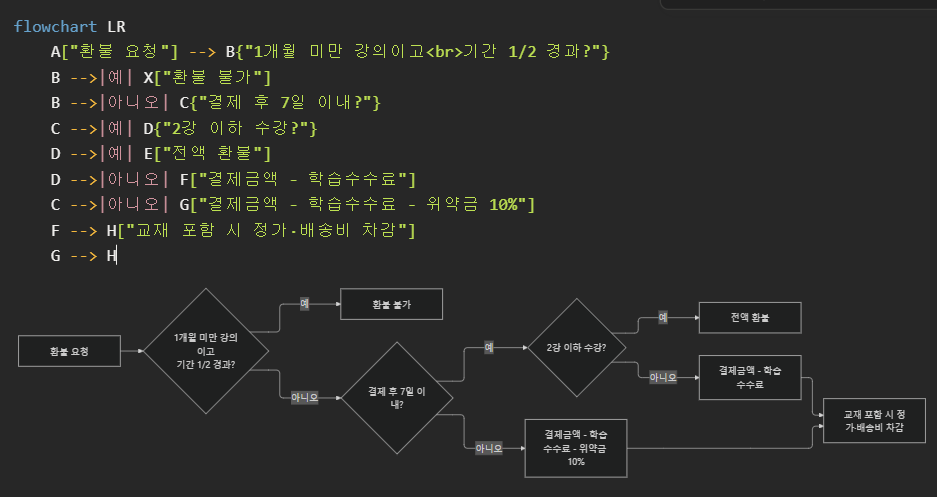 flowchart LR
    A["환불 요청"] --> B{"1개월 미만 강의이고<br>기간 1/2 경과?"}
    B -->|예| X["환불 불가"]
    B -->|아니오| C{"결제 후 7일 이내?"}
    C -->|예| D{"2강 이하 수강?"}
    D -->|예| E["전액 환불"]
    D -->|아니오| F["결제금액 - 학습수수료"]
    C -->|아니오| G["결제금액 - 학습수수료 - 위약금 10%"]
    F --> H["교재 포함 시 정가·배송비 차감"]
    G --> H
환불 요청
1개월 미만 강의
이고
기간 1/2 경과?
예
환불 불가
아니오
결제 후 7일 이
내?
예
2강 이하 수강?
예
전액 환불
아니오
결제금액 - 학습
수수료
아니오
결제금액 - 학습
수수료 - 위약금
10%
교재 포함 시 정
가·배송비 차감